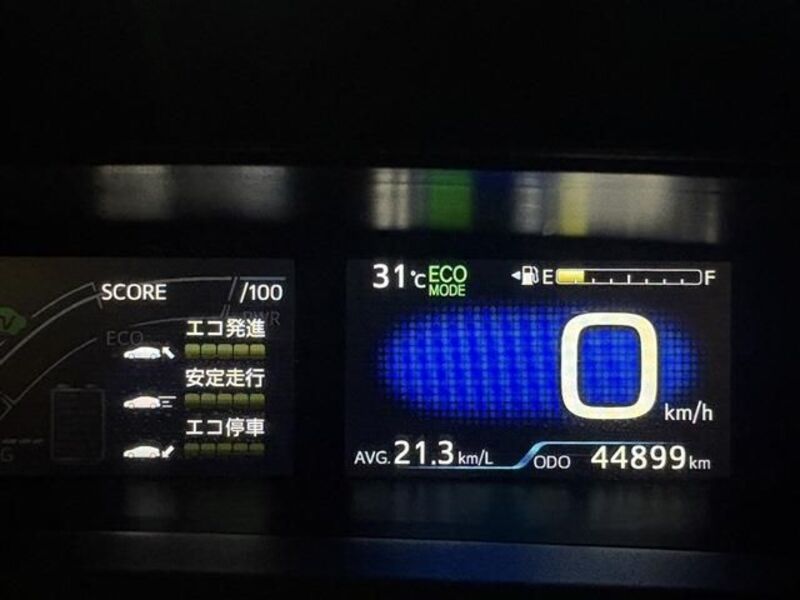 SCORE /100
エコ発進
安定走行
エコ停車
ECO
PWR
31℃ ECO MODE
E F
0 km/h
AVG. 21.3 km/L
ODO 44899 km